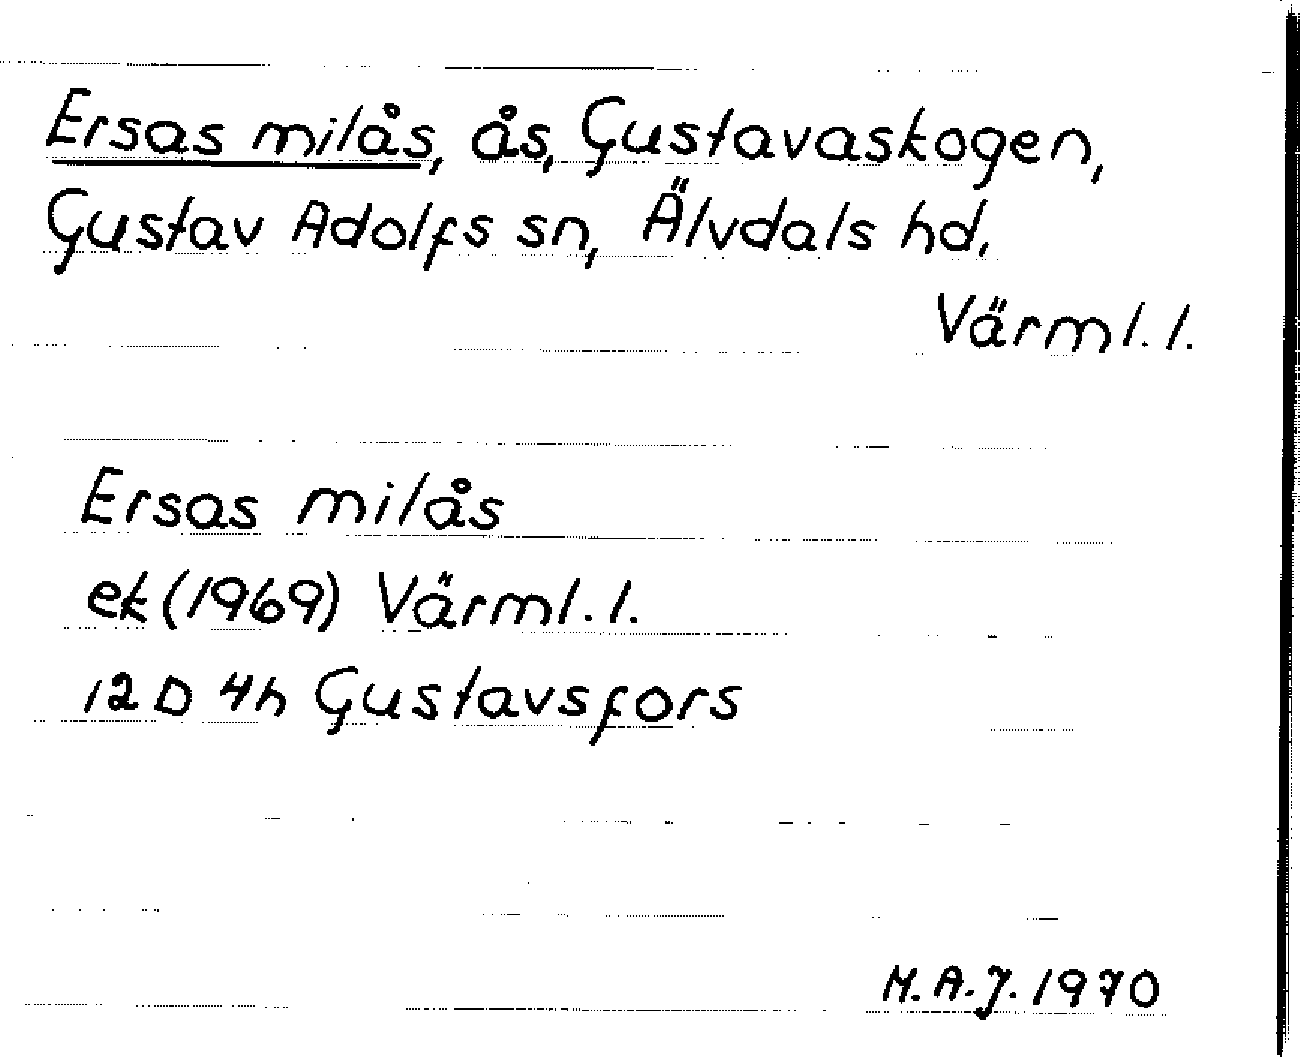 Ersas milås, ås, Gustavaskogen,
Gustav Adolfs sn, Älvdals hd,
Värml. l.
Ersas milås
ek (1969) Värml. l.
12 D 4h Gustavsfors
M. A. J. 1970